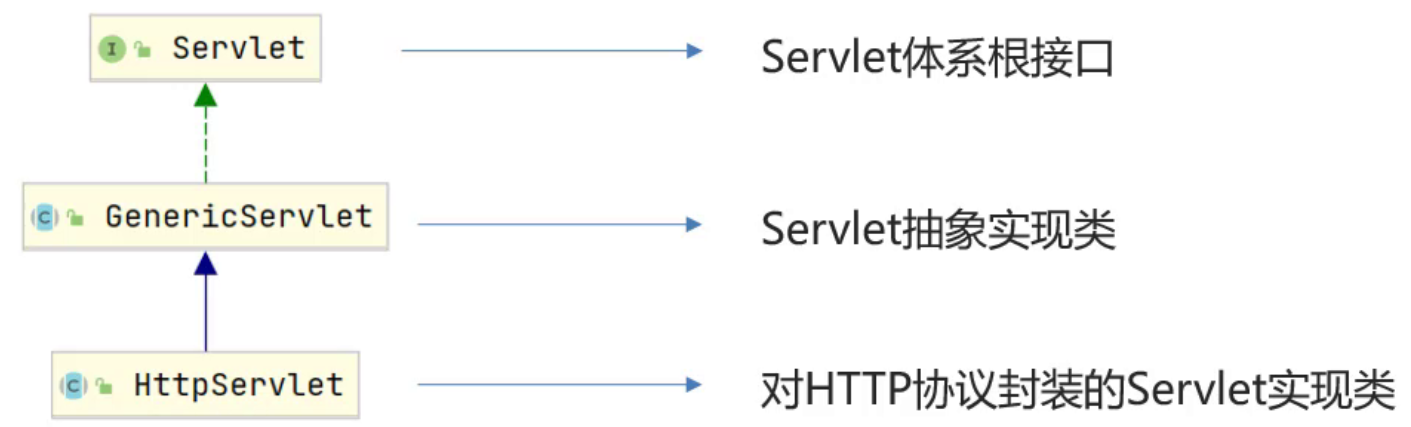 Servlet
Servlet体系根接口
GenericServlet
Servlet抽象实现类
HttpServlet
对HTTP协议封装的Servlet实现类